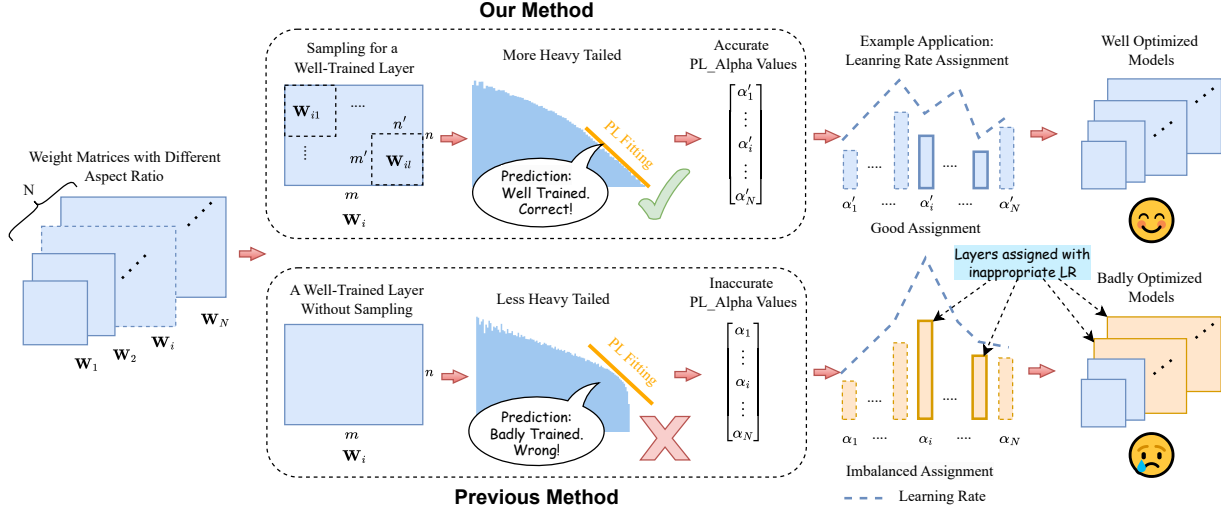 Our Method
Sampling for a
Well-Trained Layer
W_{i1}
....
n'
n
m'
W_{il}
m
W_i
More Heavy Tailed
PL Fitting
Prediction:
Well Trained.
Correct!
Accurate
PL_Alpha Values
α'_1
⋮
α'_i
⋮
α'_N
Example Application:
Leanring Rate Assignment
α'_1 .... α'_i .... α'_N
Good Assignment
Well Optimized
Models
Weight Matrices with Different
Aspect Ratio
N
W_1
W_2
W_i
W_N
A Well-Trained Layer
Without Sampling
n
m
W_i
Less Heavy Tailed
PL Fitting
Prediction:
Badly Trained.
Wrong!
Inaccurate
PL_Alpha Values
α_1
⋮
α_i
⋮
α_N
Layers assigned with
inappropriate LR
α_1 .... α_i .... α_N
Imbalanced Assignment
Learning Rate
Badly Optimized
Models
Previous Method